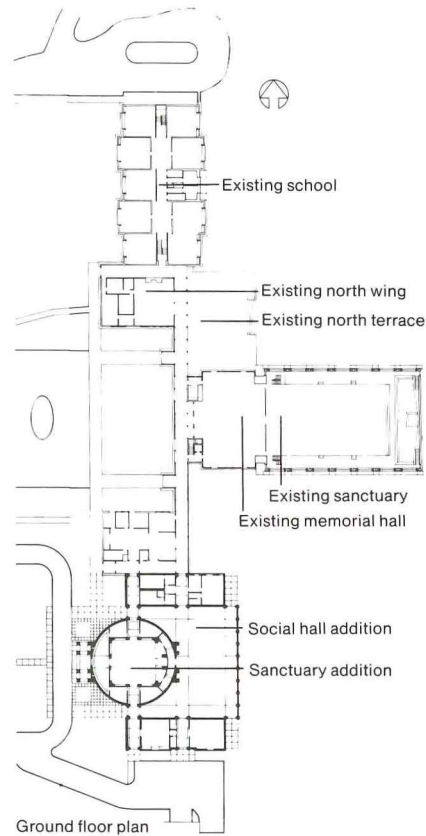 Existing school
Existing north wing
Existing north terrace
Existing sanctuary
Existing memorial hall
Social hall addition
Sanctuary addition
Ground floor plan